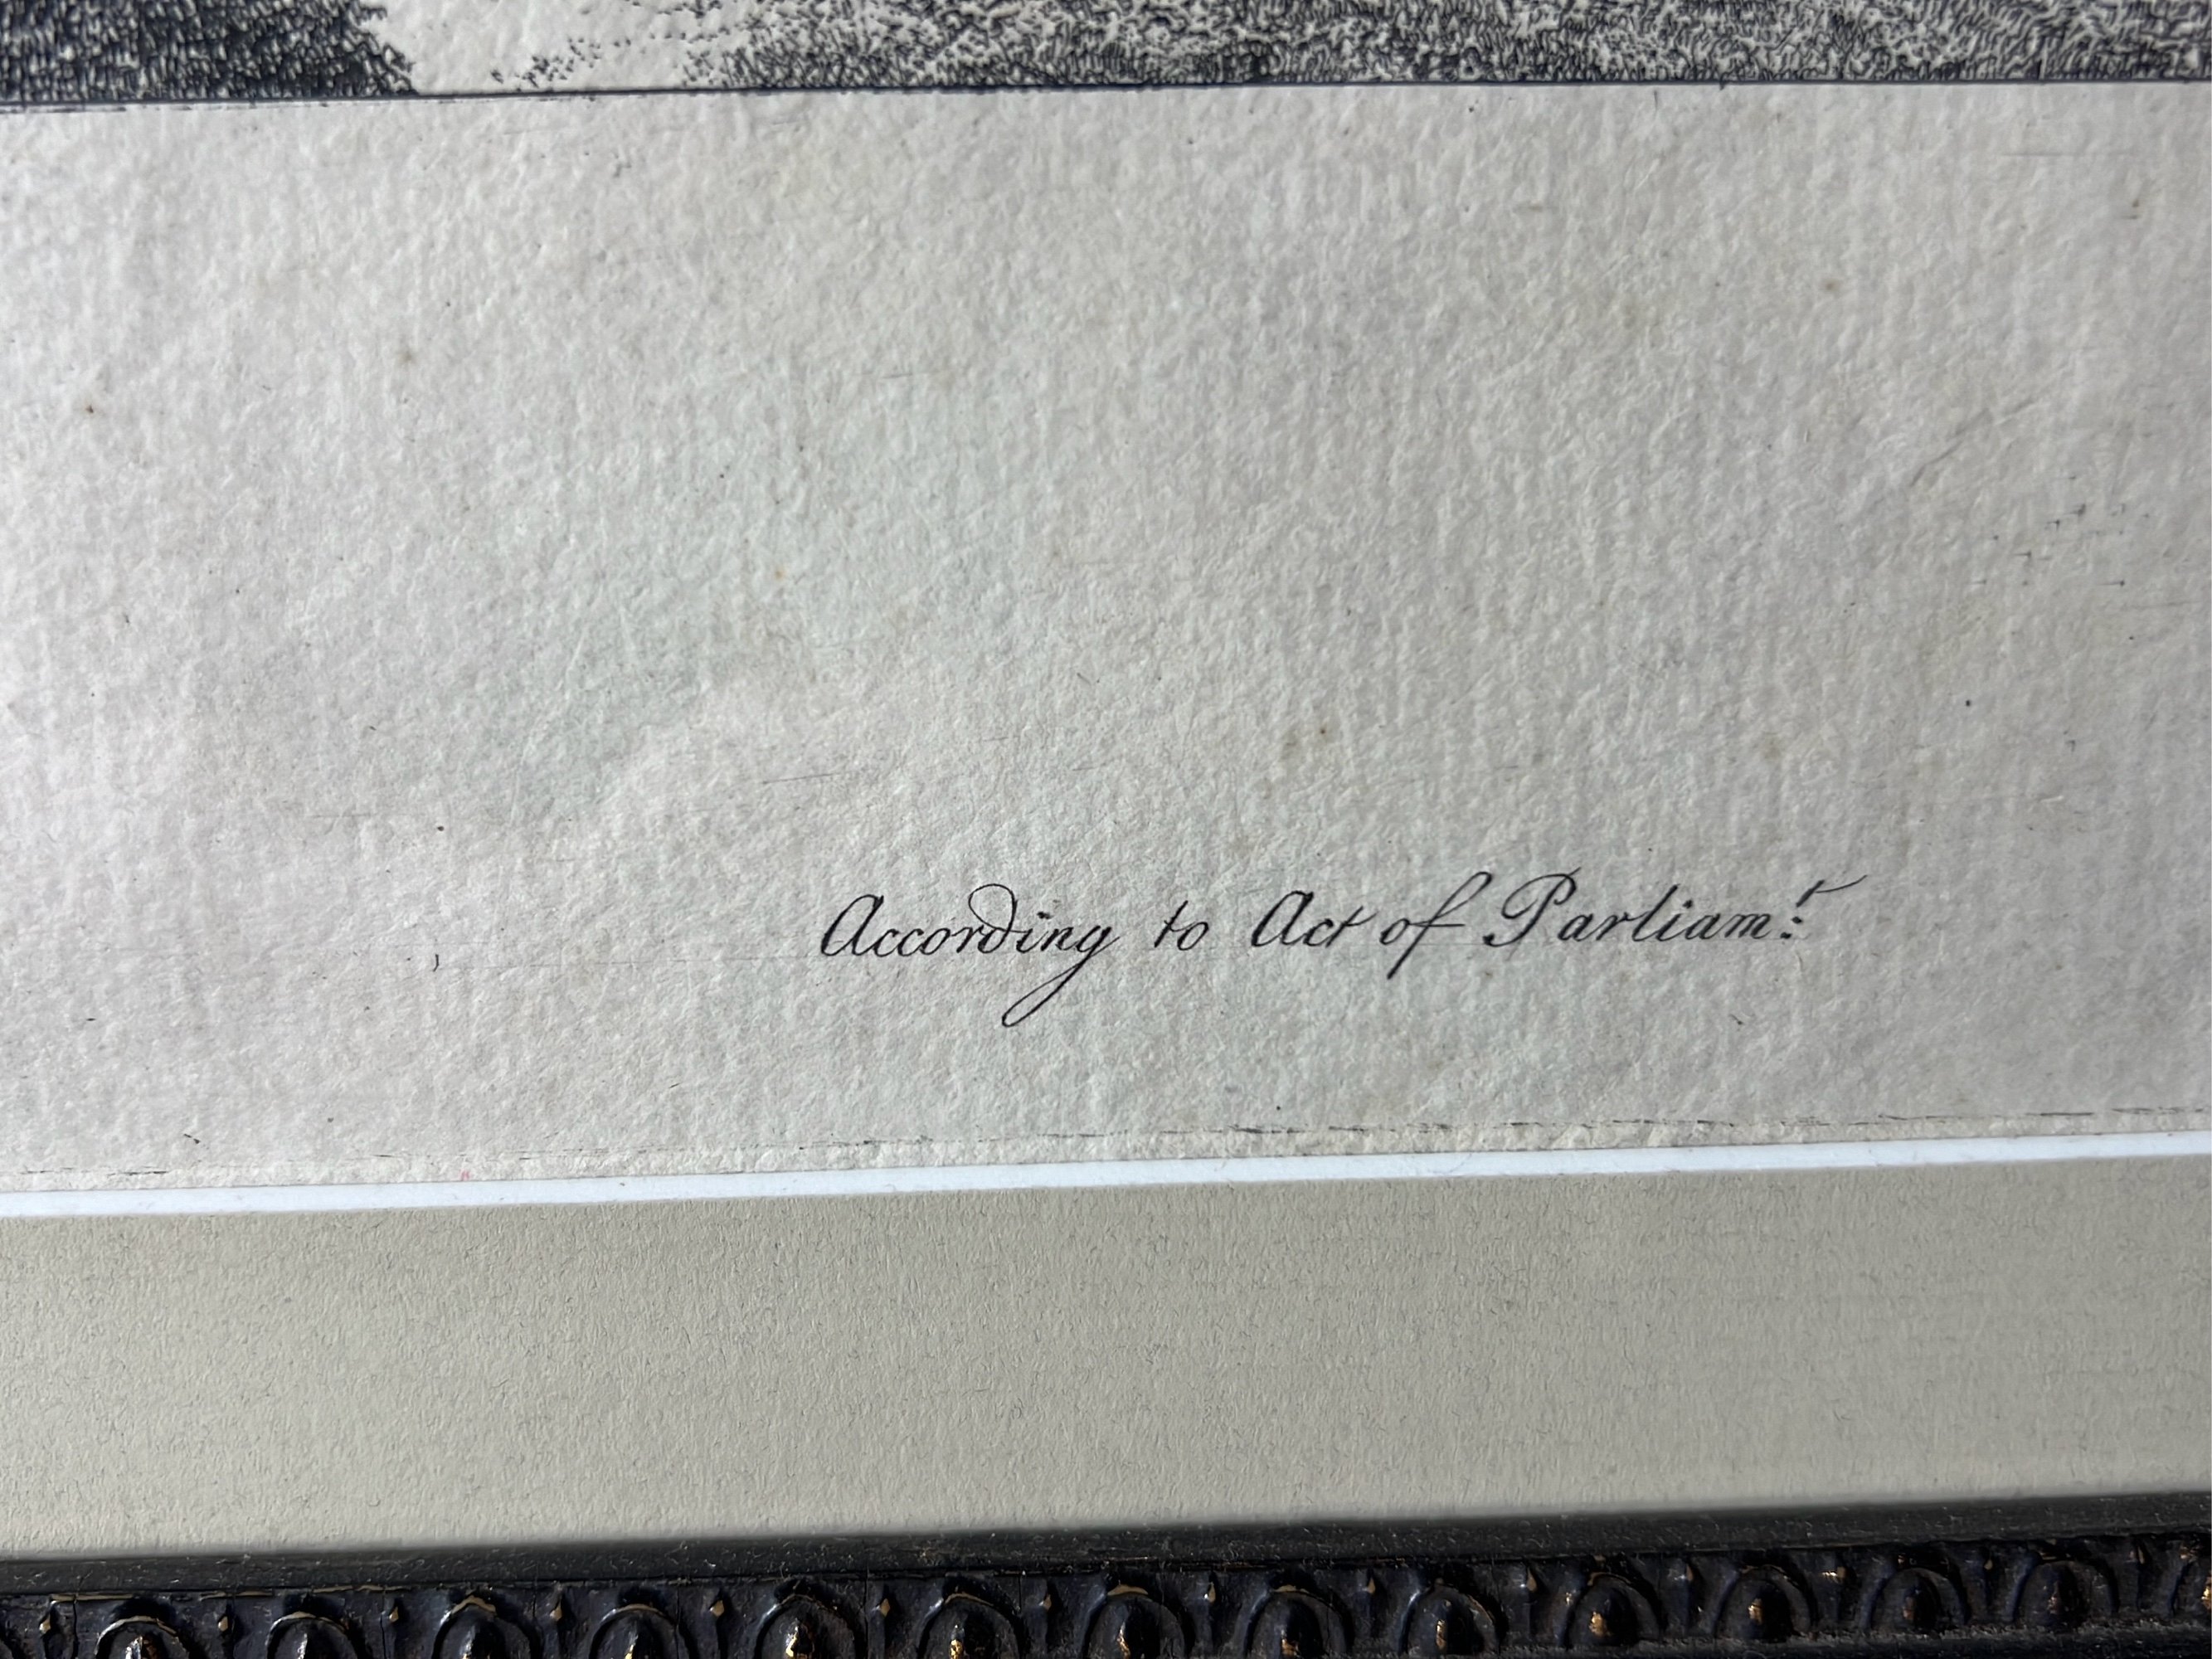 According to Act of Parliam:t